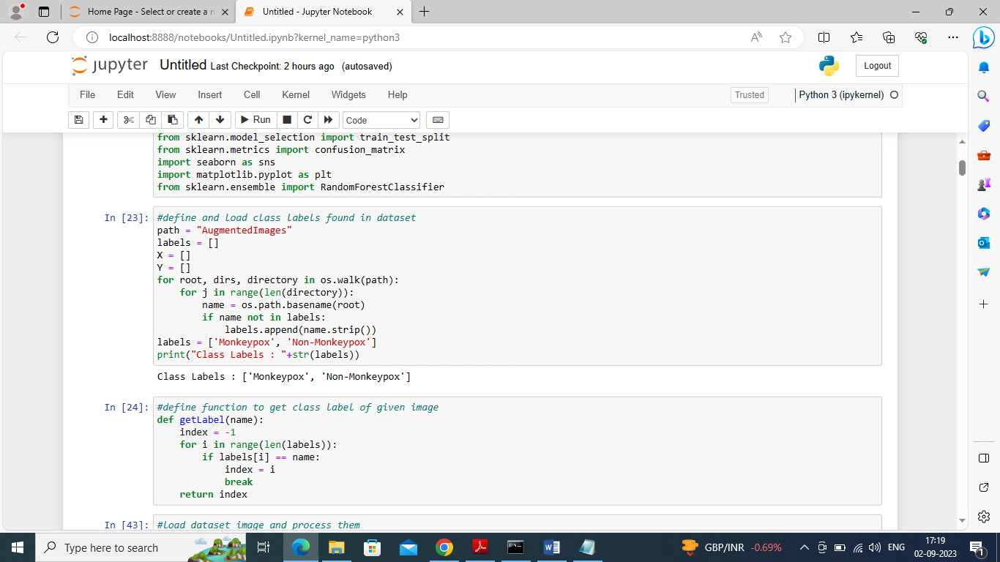 Home Page - Select or create a n
Untitled - Jupyter Notebook
localhost:8888/notebooks/Untitled.ipynb?kernel_name=python3
jupyter Untitled Last Checkpoint: 2 hours ago (autosaved)
Logout
File Edit View Insert Cell Kernel Widgets Help
Trusted
Python 3 (ipykernel)
Run
Code
from sklearn.model_selection import train_test_split
from sklearn.metrics import confusion_matrix
import seaborn as sns
import matplotlib.pyplot as plt
from sklearn.ensemble import RandomForestClassifier
In [23]: #define and load class labels found in dataset
path = "AugmentedImages"
labels = []
X = []
Y = []
for root, dirs, directory in os.walk(path):
    for j in range(len(directory)):
        name = os.path.basename(root)
        if name not in labels:
            labels.append(name.strip())
labels = ['Monkeypox', 'Non-Monkeypox']
print("Class Labels : "+str(labels))
Class Labels : ['Monkeypox', 'Non-Monkeypox']
In [24]: #define function to get class label of given image
def getLabel(name):
    index = -1
    for i in range(len(labels)):
        if labels[i] == name:
            index = i
            break
    return index
In [43]: #load dataset image and process them
Type here to search
GBP/INR -0.69%
ENG
17:19
02-09-2023
1